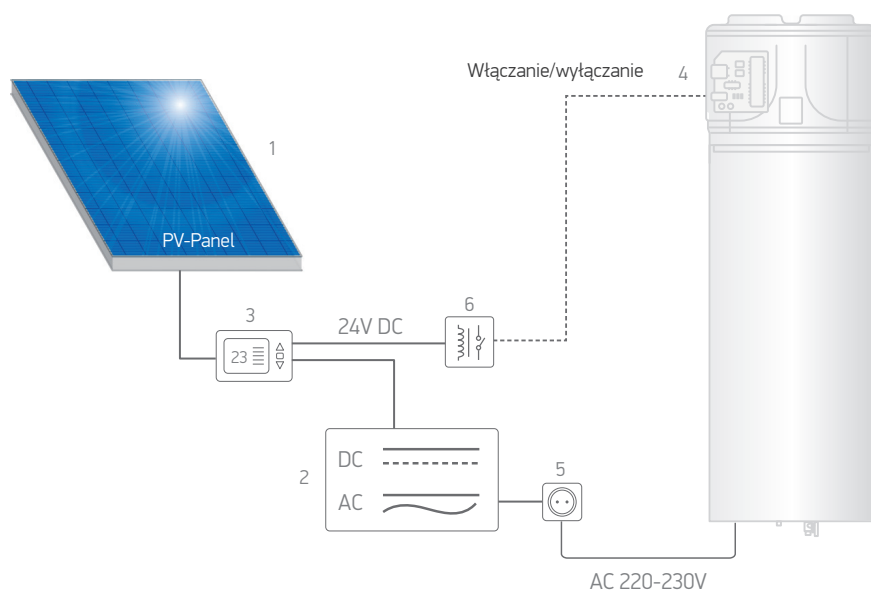 Włączanie/wyłączanie
4
1
PV-Panel
3
24V DC
6
23
2
DC
AC
5
AC 220-230V